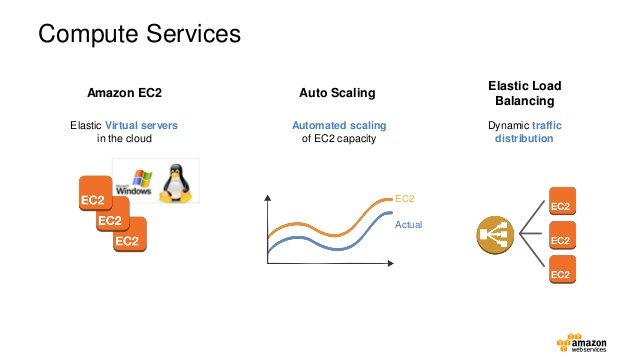 Compute Services
Amazon EC2
Elastic Virtual servers
in the cloud
Microsoft
Windows
EC2
EC2
EC2
Auto Scaling
Automated scaling
of EC2 capacity
EC2
Actual
Elastic Load
Balancing
Dynamic traffic
distribution
EC2
EC2
EC2
amazon
web services